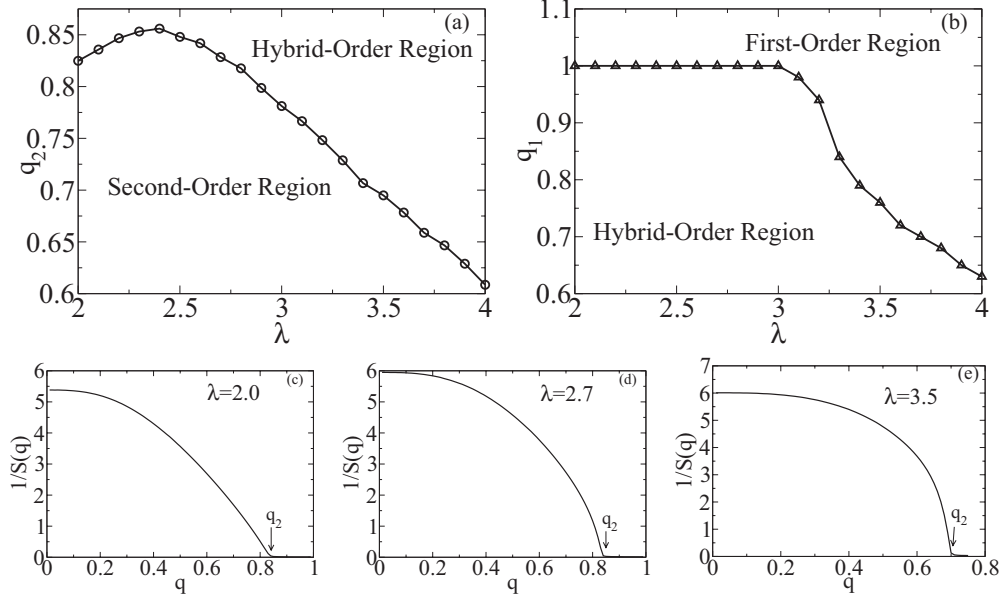 (a)
Hybrid-Order Region
Second-Order Region
q2
0.85
0.8
0.75
0.7
0.65
0.6
2 2.5 3 3.5 4
λ
(b)
First-Order Region
Hybrid-Order Region
q1
1.1
1
0.9
0.8
0.7
0.6
2 2.5 3 3.5 4
λ
(c)
λ=2.0
q2
1/S(q)
6
5
4
3
2
1
0
0 0.2 0.4 0.6 0.8 1
q
(d)
λ=2.7
q2
1/S(q)
6
5
4
3
2
1
0
0 0.2 0.4 0.6 0.8 1
q
(e)
λ=3.5
q2
1/S(q)
7
6
5
4
3
2
1
0
0 0.2 0.4 0.6 0.8
q